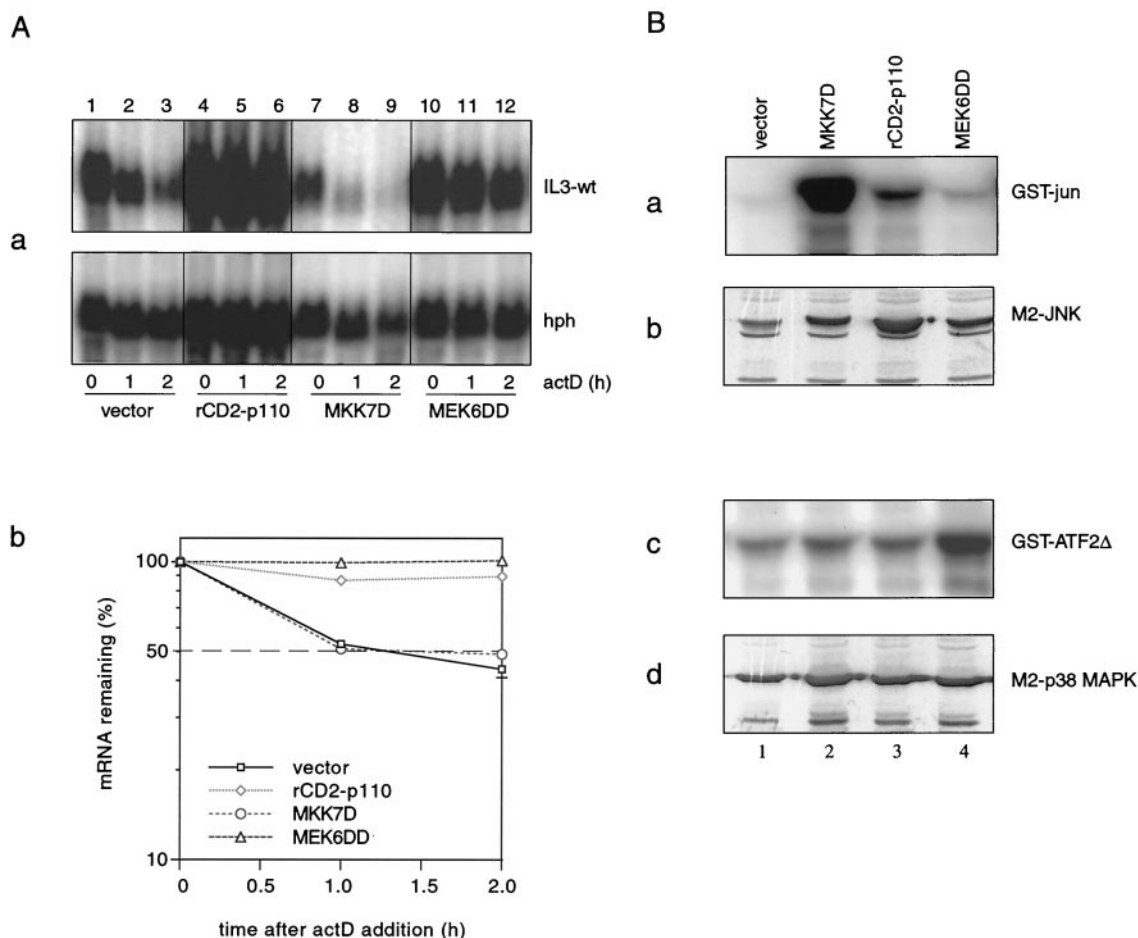 A
1 2 3 4 5 6 7 8 9 10 11 12
IL3-wt
a
hph
0 1 2 0 1 2 0 1 2 0 1 2 actD (h)
vector rCD2-p110 MKK7D MEK6DD
b
mRNA remaining (%)
100
50
10
vector
rCD2-p110
MKK7D
MEK6DD
0 0.5 1.0 1.5 2.0
time after actD addition (h)
B
vector MKK7D rCD2-p110 MEK6DD
a
GST-jun
b
M2-JNK
c
GST-ATF2Δ
d
M2-p38 MAPK
1 2 3 4